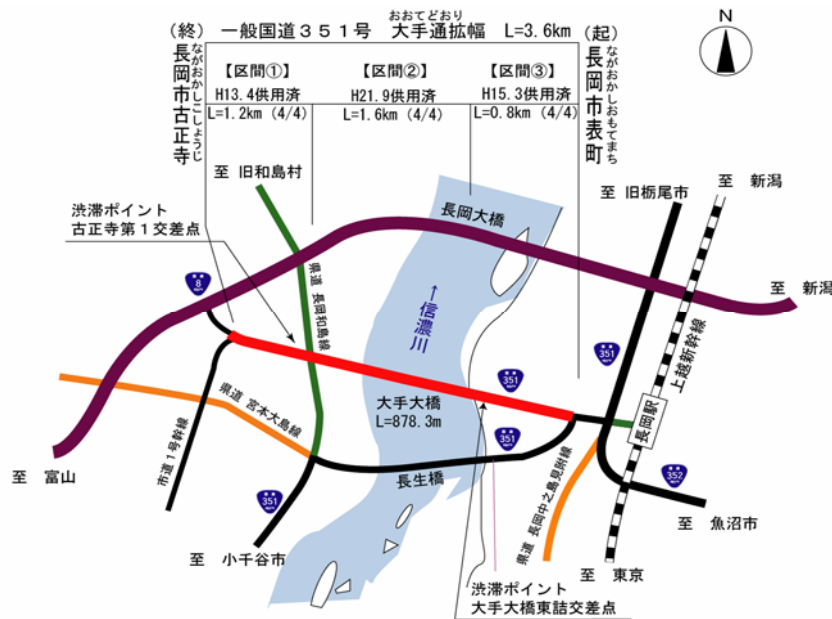 おおてどおり
(終) 一般国道351号 大手通拡幅 L=3.6km (起)
N
長岡市古正寺
ながおかしこしょうじ
長岡市表町
ながおかしおもてまち
【区間①】
H13.4供用済
L=1.2km (4/4)
【区間②】
H21.9供用済
L=1.6km (4/4)
【区間③】
H15.3供用済
L=0.8km (4/4)
至 旧和島村
至 旧栃尾市
至 新潟
渋滞ポイント
古正寺第1交差点
長岡大橋
8
県道 長岡和島線
←信濃川
至 新潟
上越新幹線
351
351
長岡駅
県道 宮本大島線
大手大橋
L=878.3m
351
市道1号幹線
長生橋
351
352
県道 長岡中之島見附線
至 富山
至 小千谷市
至 魚沼市
至 東京
渋滞ポイント
大手大橋東詰交差点